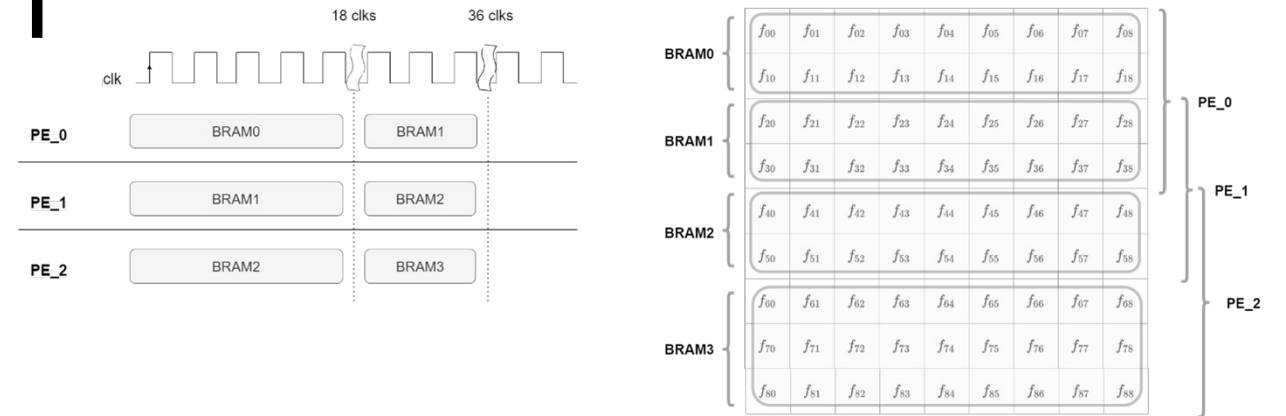 18 clks 36 clks
clk
PE_0 BRAM0 BRAM1
PE_1 BRAM1 BRAM2
PE_2 BRAM2 BRAM3
BRAM0
BRAM1
BRAM2
BRAM3
f00 f01 f02 f03 f04 f05 f06 f07 f08
f10 f11 f12 f13 f14 f15 f16 f17 f18
f20 f21 f22 f23 f24 f25 f26 f27 f28
f30 f31 f32 f33 f34 f35 f36 f37 f38
f40 f41 f42 f43 f44 f45 f46 f47 f48
f50 f51 f52 f53 f54 f55 f56 f57 f58
f60 f61 f62 f63 f64 f65 f66 f67 f68
f70 f71 f72 f73 f74 f75 f76 f77 f78
f80 f81 f82 f83 f84 f85 f86 f87 f88
PE_0
PE_1
PE_2